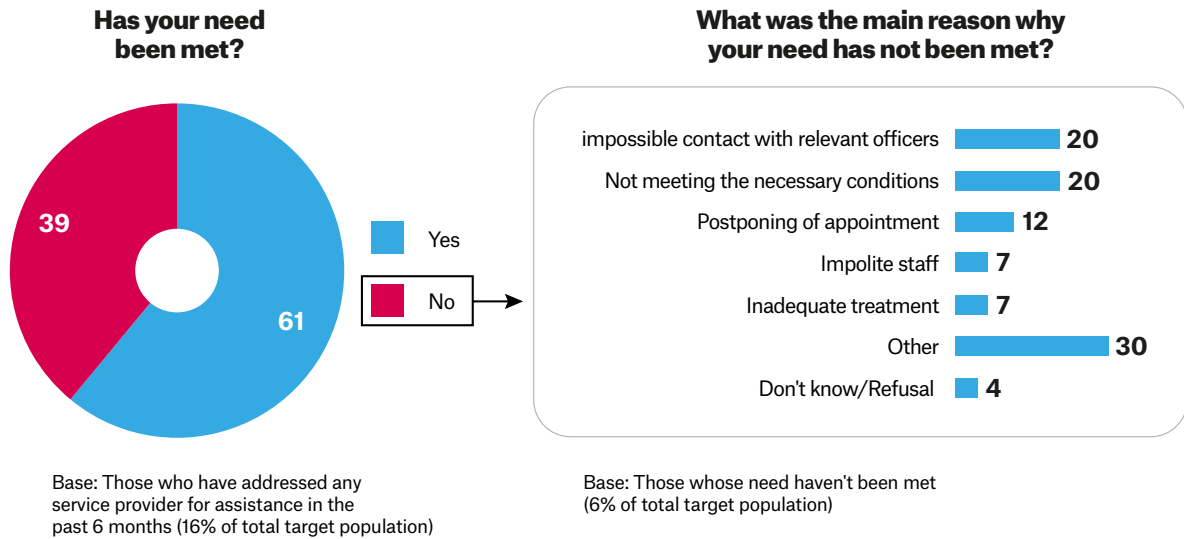 Has your need
been met?
39
61
Yes
No
Base: Those who have addressed any
service provider for assistance in the
past 6 months (16% of total target population)
What was the main reason why
your need has not been met?
impossible contact with relevant officers 20
Not meeting the necessary conditions 20
Postponing of appointment 12
Impolite staff 7
Inadequate treatment 7
Other 30
Don't know/Refusal 4
Base: Those whose need haven't been met
(6% of total target population)